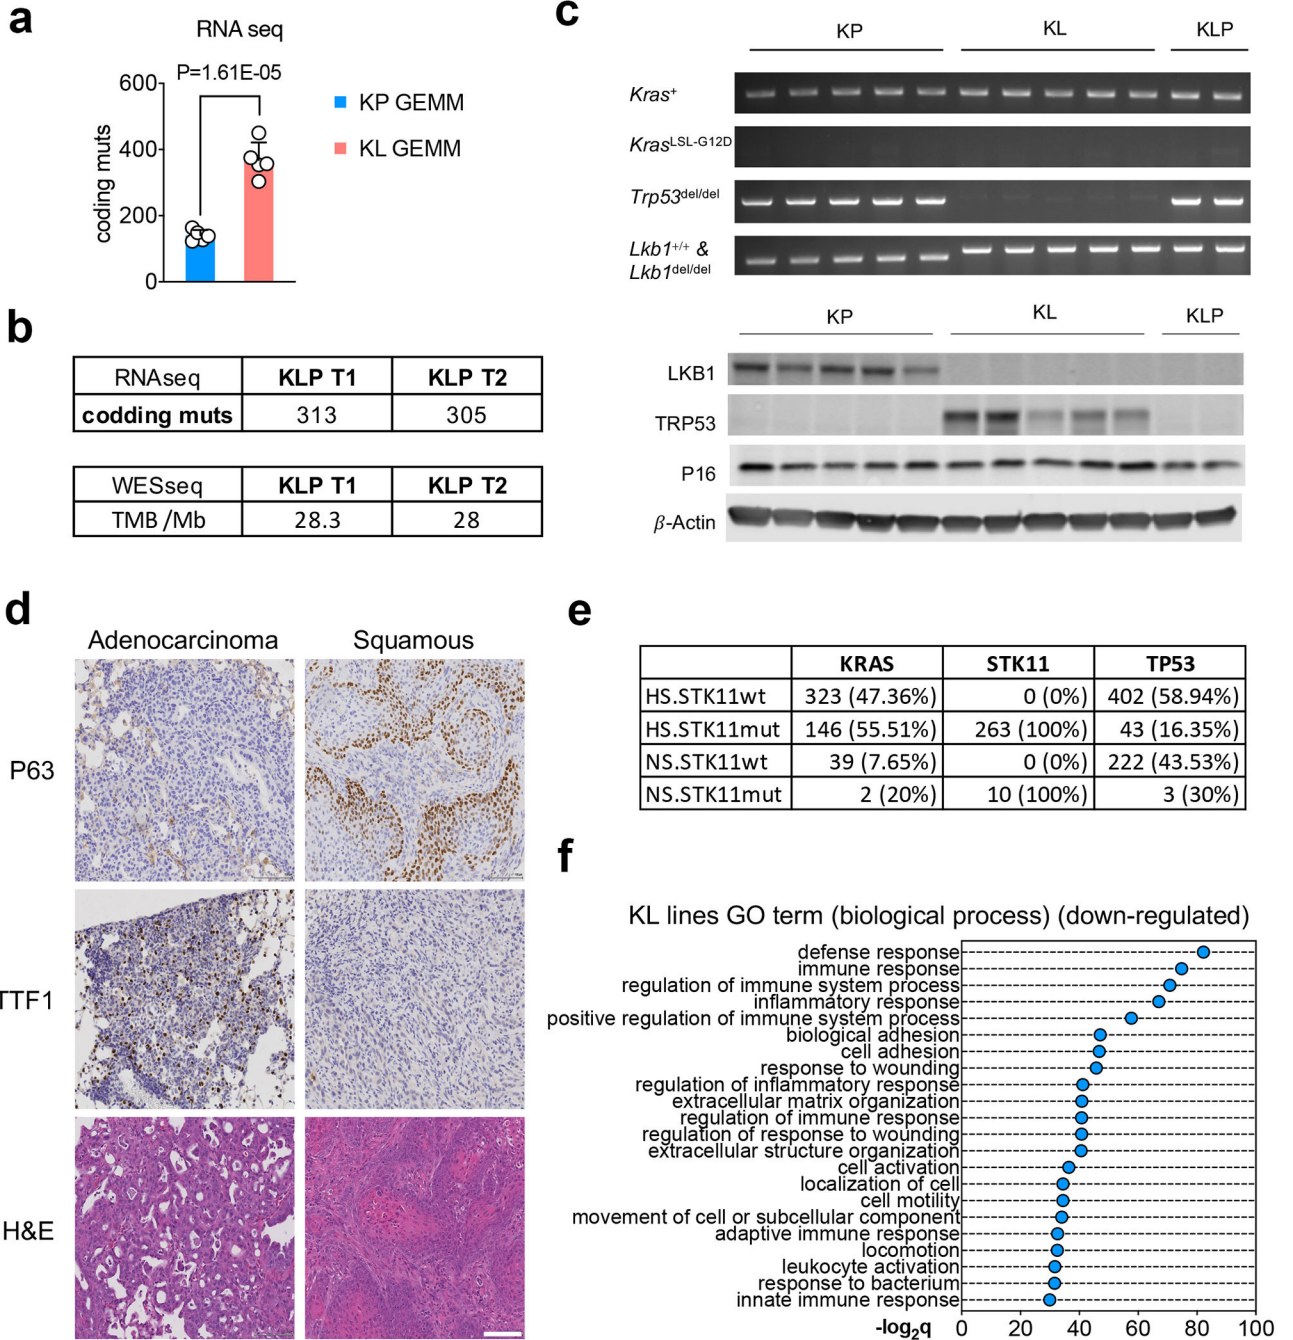 a
RNA seq
P=1.61E-05
600
400
200
0
coding muts
KP GEMM
KL GEMM
b
RNAseq KLP T1 KLP T2
codding muts 313 305
WESseq KLP T1 KLP T2
TMB /Mb 28.3 28
c
KP KL KLP
Kras+
KrasLSL-G12D
Trp53del/del
Lkb1+/+ &
Lkb1del/del
KP KL KLP
LKB1
TRP53
P16
β-Actin
d
Adenocarcinoma Squamous
P63
TTF1
H&E
e
KRAS STK11 TP53
HS.STK11wt 323 (47.36%) 0 (0%) 402 (58.94%)
HS.STK11mut 146 (55.51%) 263 (100%) 43 (16.35%)
NS.STK11wt 39 (7.65%) 0 (0%) 222 (43.53%)
NS.STK11mut 2 (20%) 10 (100%) 3 (30%)
f
KL lines GO term (biological process) (down-regulated)
defense response
immune response
regulation of immune system process
inflammatory response
positive regulation of immune system process
biological adhesion
cell adhesion
response to wounding
regulation of inflammatory response
extracellular matrix organization
regulation of immune response
regulation of response to wounding
extracellular structure organization
cell activation
localization of cell
cell motility
movement of cell or subcellular component
adaptive immune response
locomotion
leukocyte activation
response to bacterium
innate immune response
-log2q 0 20 40 60 80 100